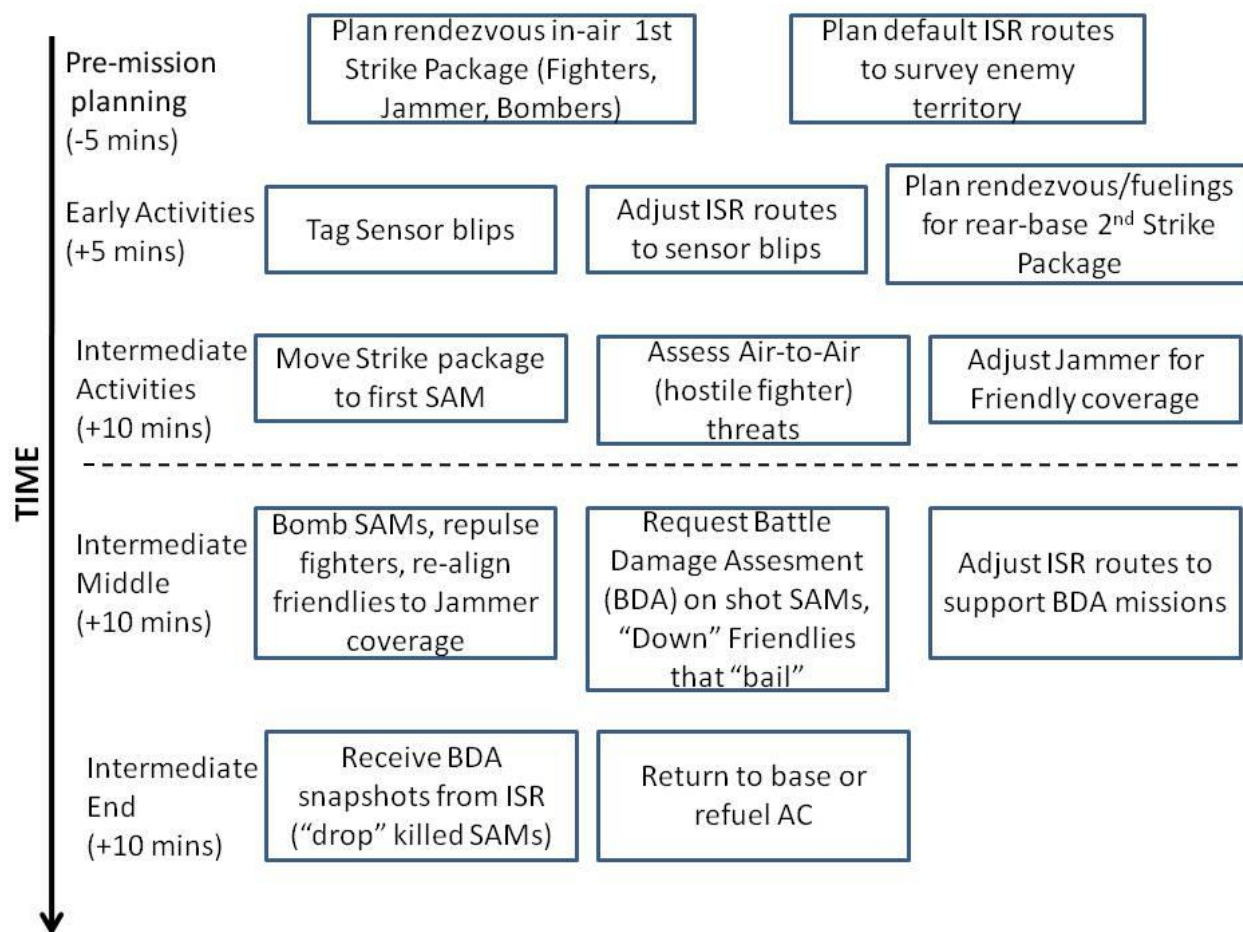 Pre-mission
planning
(-5 mins)
Plan rendezvous in-air 1st
Strike Package (Fighters,
Jammer, Bombers)
Plan default ISR routes
to survey enemy
territory
Early Activities
(+5 mins)
Tag Sensor blips
Adjust ISR routes
to sensor blips
Plan rendezvous/fuelings
for rear-base 2nd Strike
Package
Intermediate
Activities
(+10 mins)
Move Strike package
to first SAM
Assess Air-to-Air
(hostile fighter)
threats
Adjust Jammer for
Friendly coverage
TIME
Intermediate
Middle
(+10 mins)
Bomb SAMs, repulse
fighters, re-align
friendlies to Jammer
coverage
Request Battle
Damage Assesment
(BDA) on shot SAMs,
“Down” Friendlies
that “bail”
Adjust ISR routes to
support BDA missions
Intermediate
End
(+10 mins)
Receive BDA
snapshots from ISR
(“drop” killed SAMs)
Return to base or
refuel AC